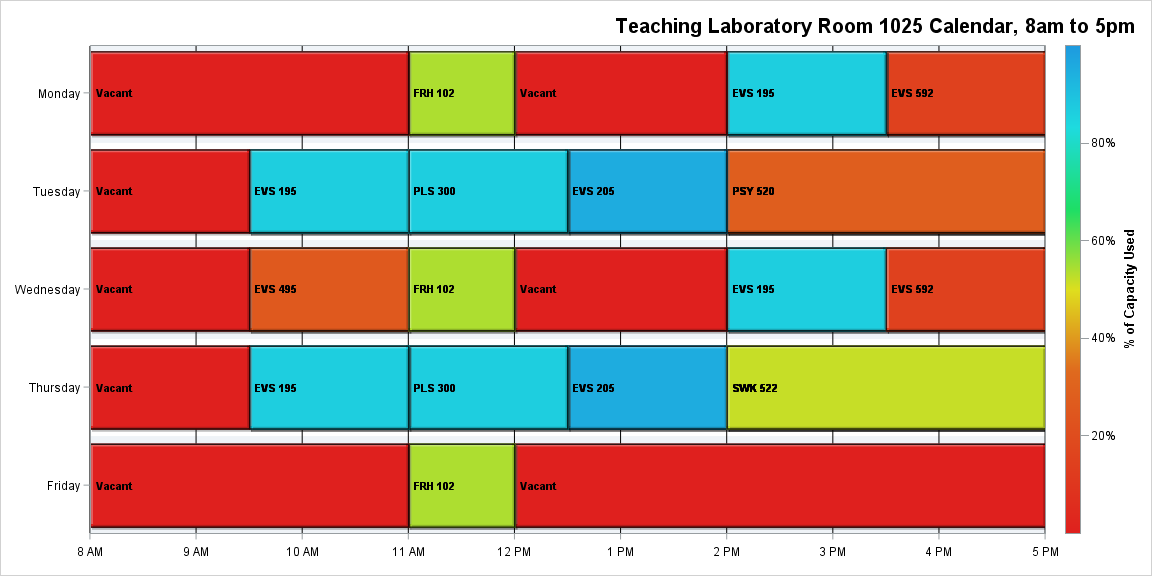 Teaching Laboratory Room 1025 Calendar, 8am to 5pm
Monday
Vacant
FRH 102
Vacant
EVS 195
EVS 592
Tuesday
Vacant
EVS 195
PLS 300
EVS 205
PSY 520
Wednesday
Vacant
EVS 495
FRH 102
Vacant
EVS 195
EVS 592
Thursday
Vacant
EVS 195
PLS 300
EVS 205
SWK 522
Friday
Vacant
FRH 102
Vacant
8 AM
9 AM
10 AM
11 AM
12 PM
1 PM
2 PM
3 PM
4 PM
5 PM
80%
60%
40%
20%
% of Capacity Used